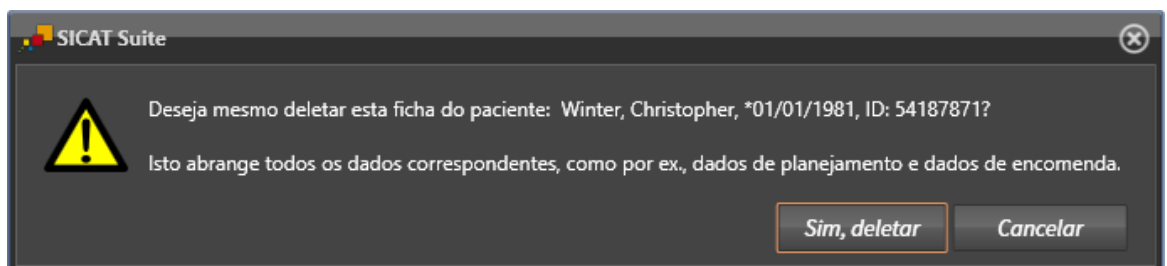 SICAT Suite
Deseja mesmo deletar esta ficha do paciente:  Winter, Christopher, *01/01/1981, ID: 54187871?
Isto abrange todos os dados correspondentes, como por ex., dados de planejamento e dados de encomenda.
Sim, deletar Cancelar